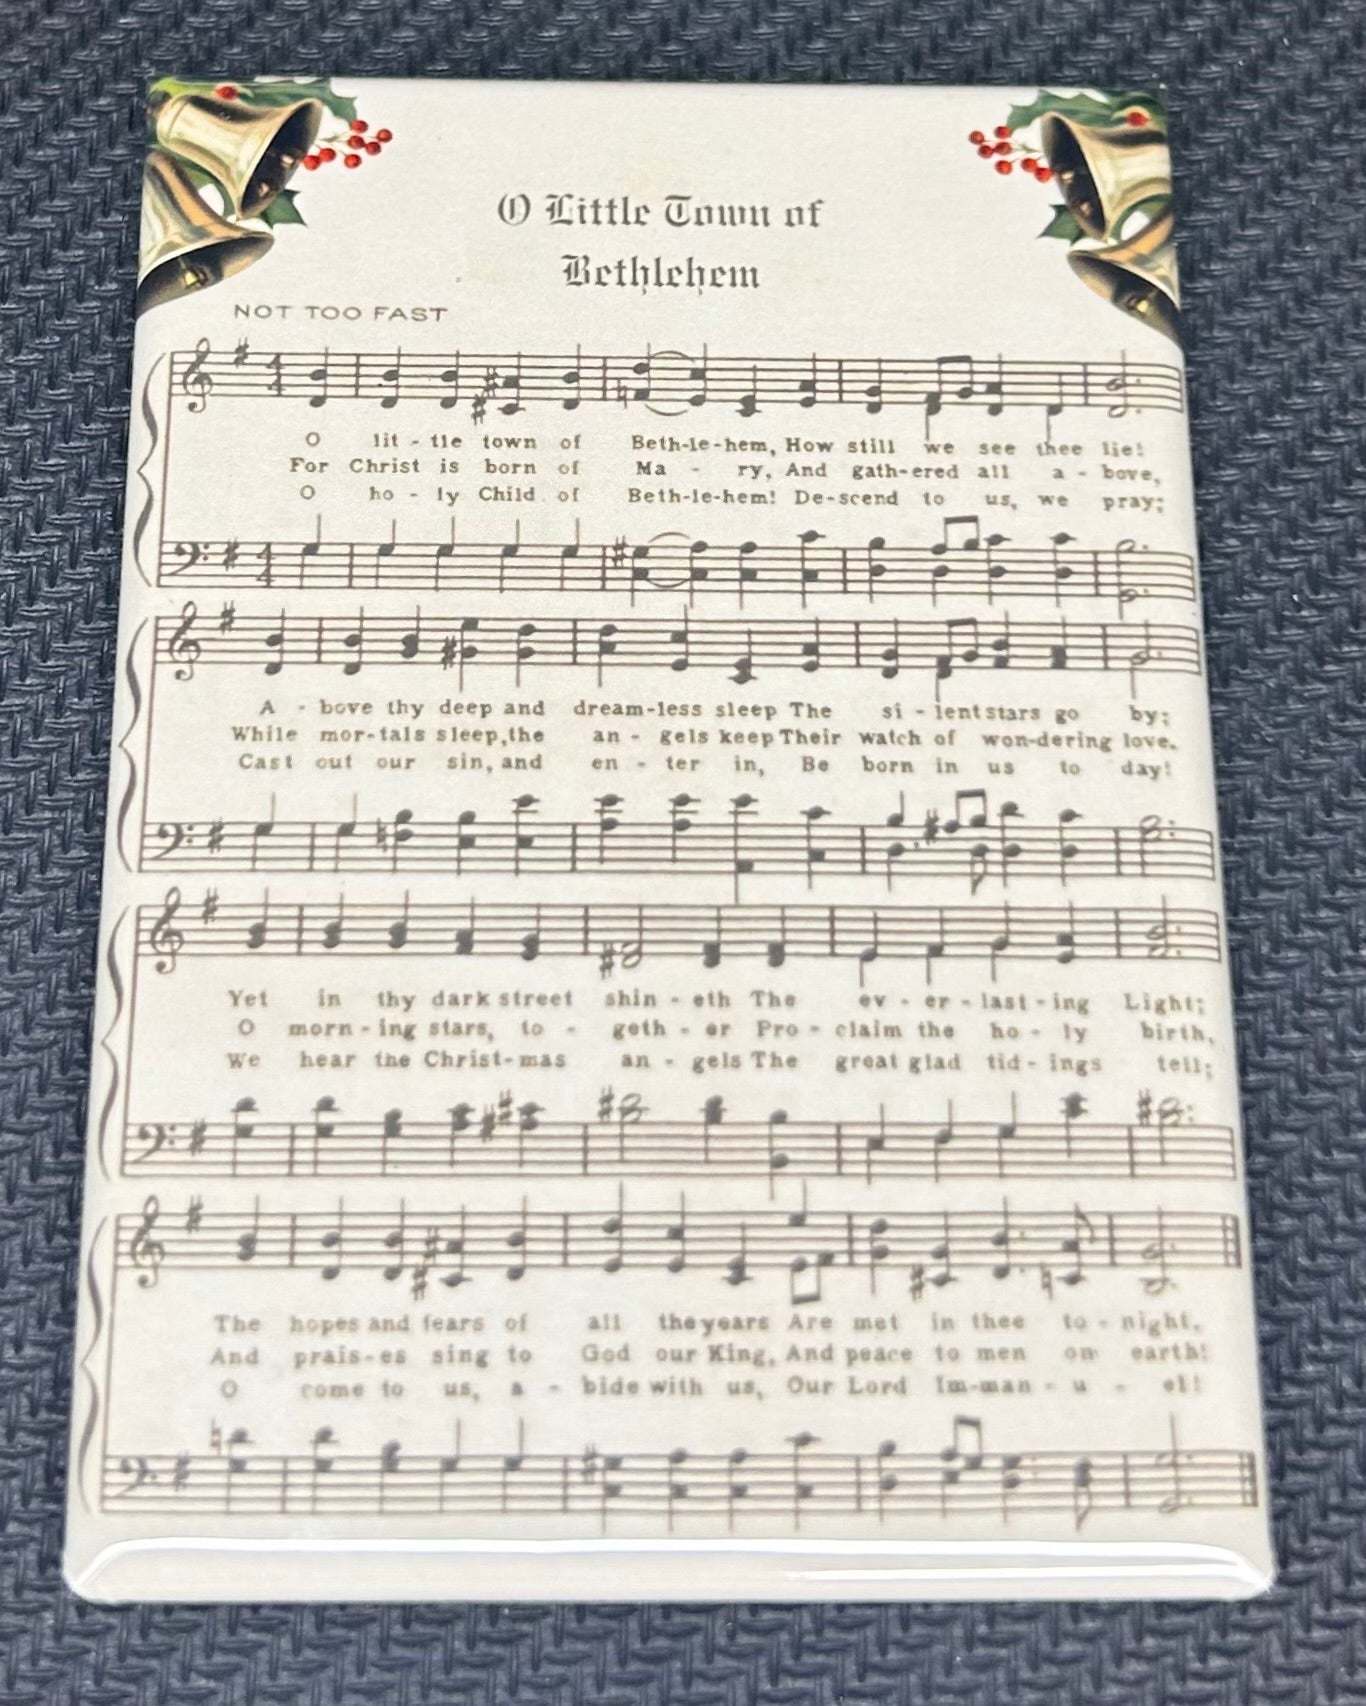 O Little Town of
Bethlehem
NOT TOO FAST
4 4
O lit - tle town of Beth-le-hem, How still we see thee lie!
For Christ is born of Ma - ry, And gath-ered all a - bove,
O ho - ly Child of Beth-le-hem! De-scend to us, we pray;
4 4
A - bove thy deep and dream-less sleep The si - lent stars go by;
While mor-tals sleep, the an - gels keep Their watch of won-dering love.
Cast out our sin, and en - ter in, Be born in us to day!
Yet in thy dark street shin - eth The ev - er - last - ing Light;
O morn - ing stars, to - geth - er Pro - claim the ho - ly birth,
We hear the Christ-mas an - gels The great glad tid - ings tell;
The hopes and fears of all the years Are met in thee to - night.
And prais-es sing to God our King, And peace to men on earth!
O come to us, a - bide with us, Our Lord Im-man - u - el!